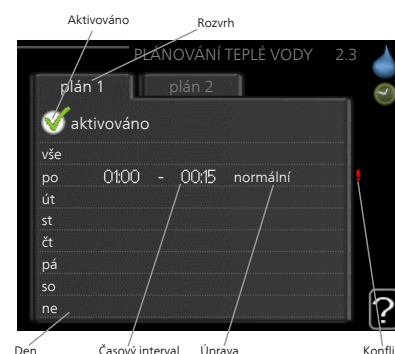 Aktivováno
Rozvrh
PLÁNOVÁNÍ TEPLÉ VODY 2.3
plán 1
plán 2
aktivováno
vše
po 01:00 - 00:15 normální
út
st
čt
pá
so
ne
?
Den
Časový interval
Úprava
Konfli